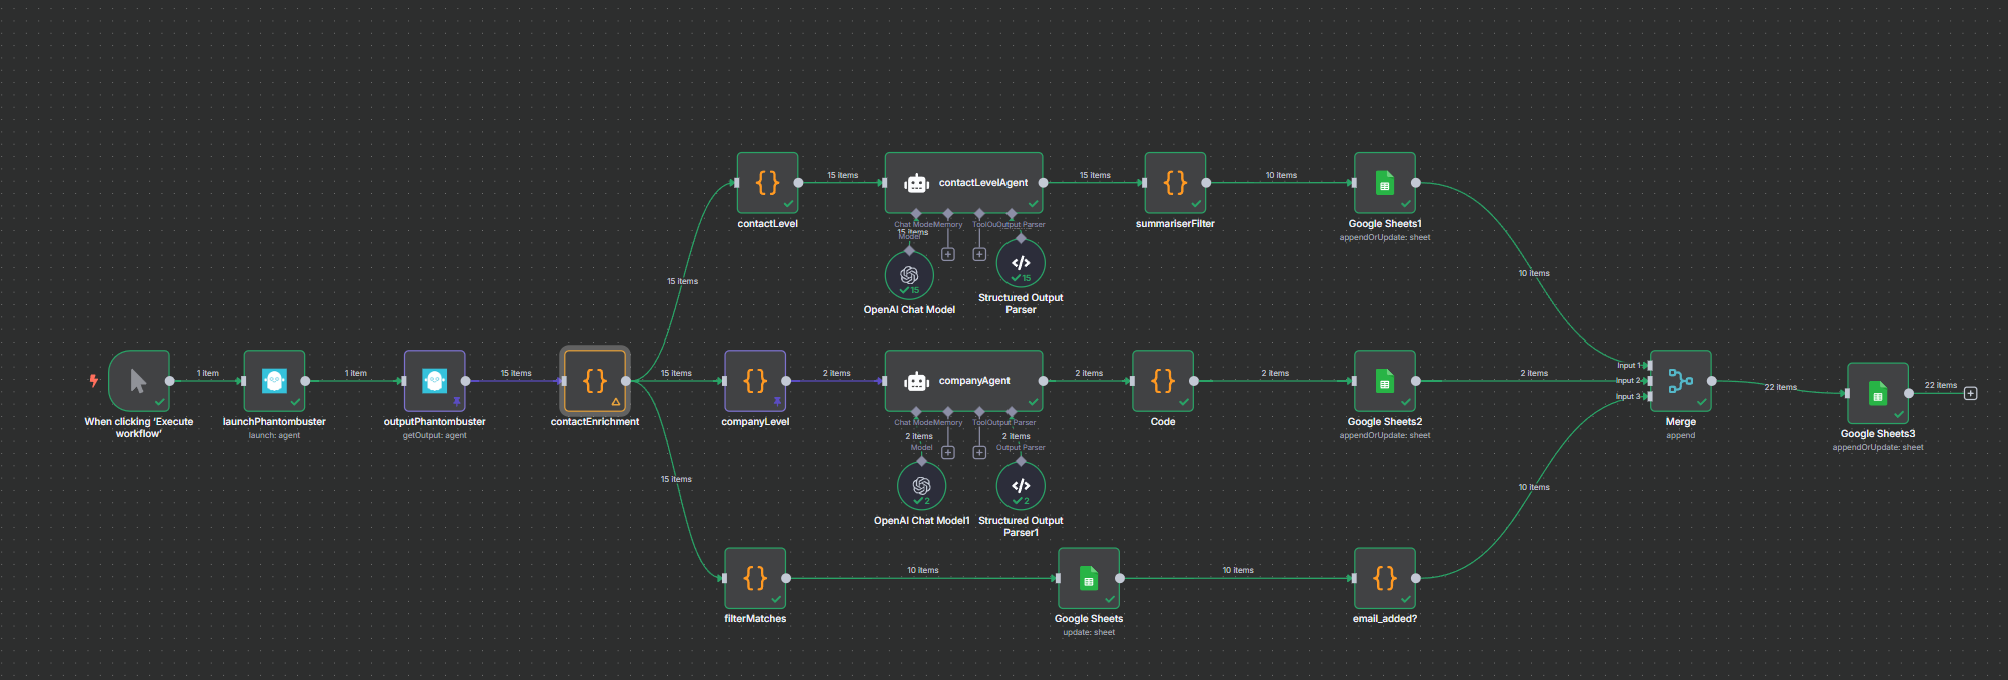 15 items
15 items
10 items
contactLevelAgent
Chat Model
Memory
Tool
Output Parser
contactLevel
summariserFilter
Google Sheets1
appendOrUpdate: sheet
15 items
Model
15
15
OpenAI Chat Model
Structured Output
Parser
15 items
10 items
1 item
1 item
15 items
15 items
2 items
2 items
2 items
2 items
Input 1
Input 2
Input 3
22 items
22 items
companyAgent
Chat Model
Memory
Tool
Output Parser
When clicking ‘Execute
workflow’
launchPhantombuster
launch: agent
outputPhantombuster
getOutput: agent
contactEnrichment
companyLevel
Code
Google Sheets2
appendOrUpdate: sheet
Merge
append
Google Sheets3
appendOrUpdate: sheet
2 items
2 items
Model
Output Parser
2
2
OpenAI Chat Model1
Structured Output
Parser1
15 items
10 items
10 items
10 items
filterMatches
Google Sheets
update: sheet
email_added?